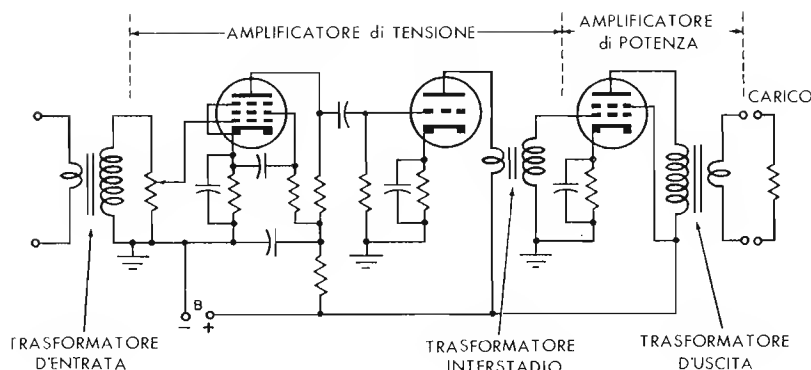 AMPLIFICATORE di TENSIONE
AMPLIFICATORE
di POTENZA
CARICO
B
- +
TRASFORMATORE
D'ENTRATA
TRASFORMATORE
INTERSTADIO
TRASFORMATORE
D'USCITA